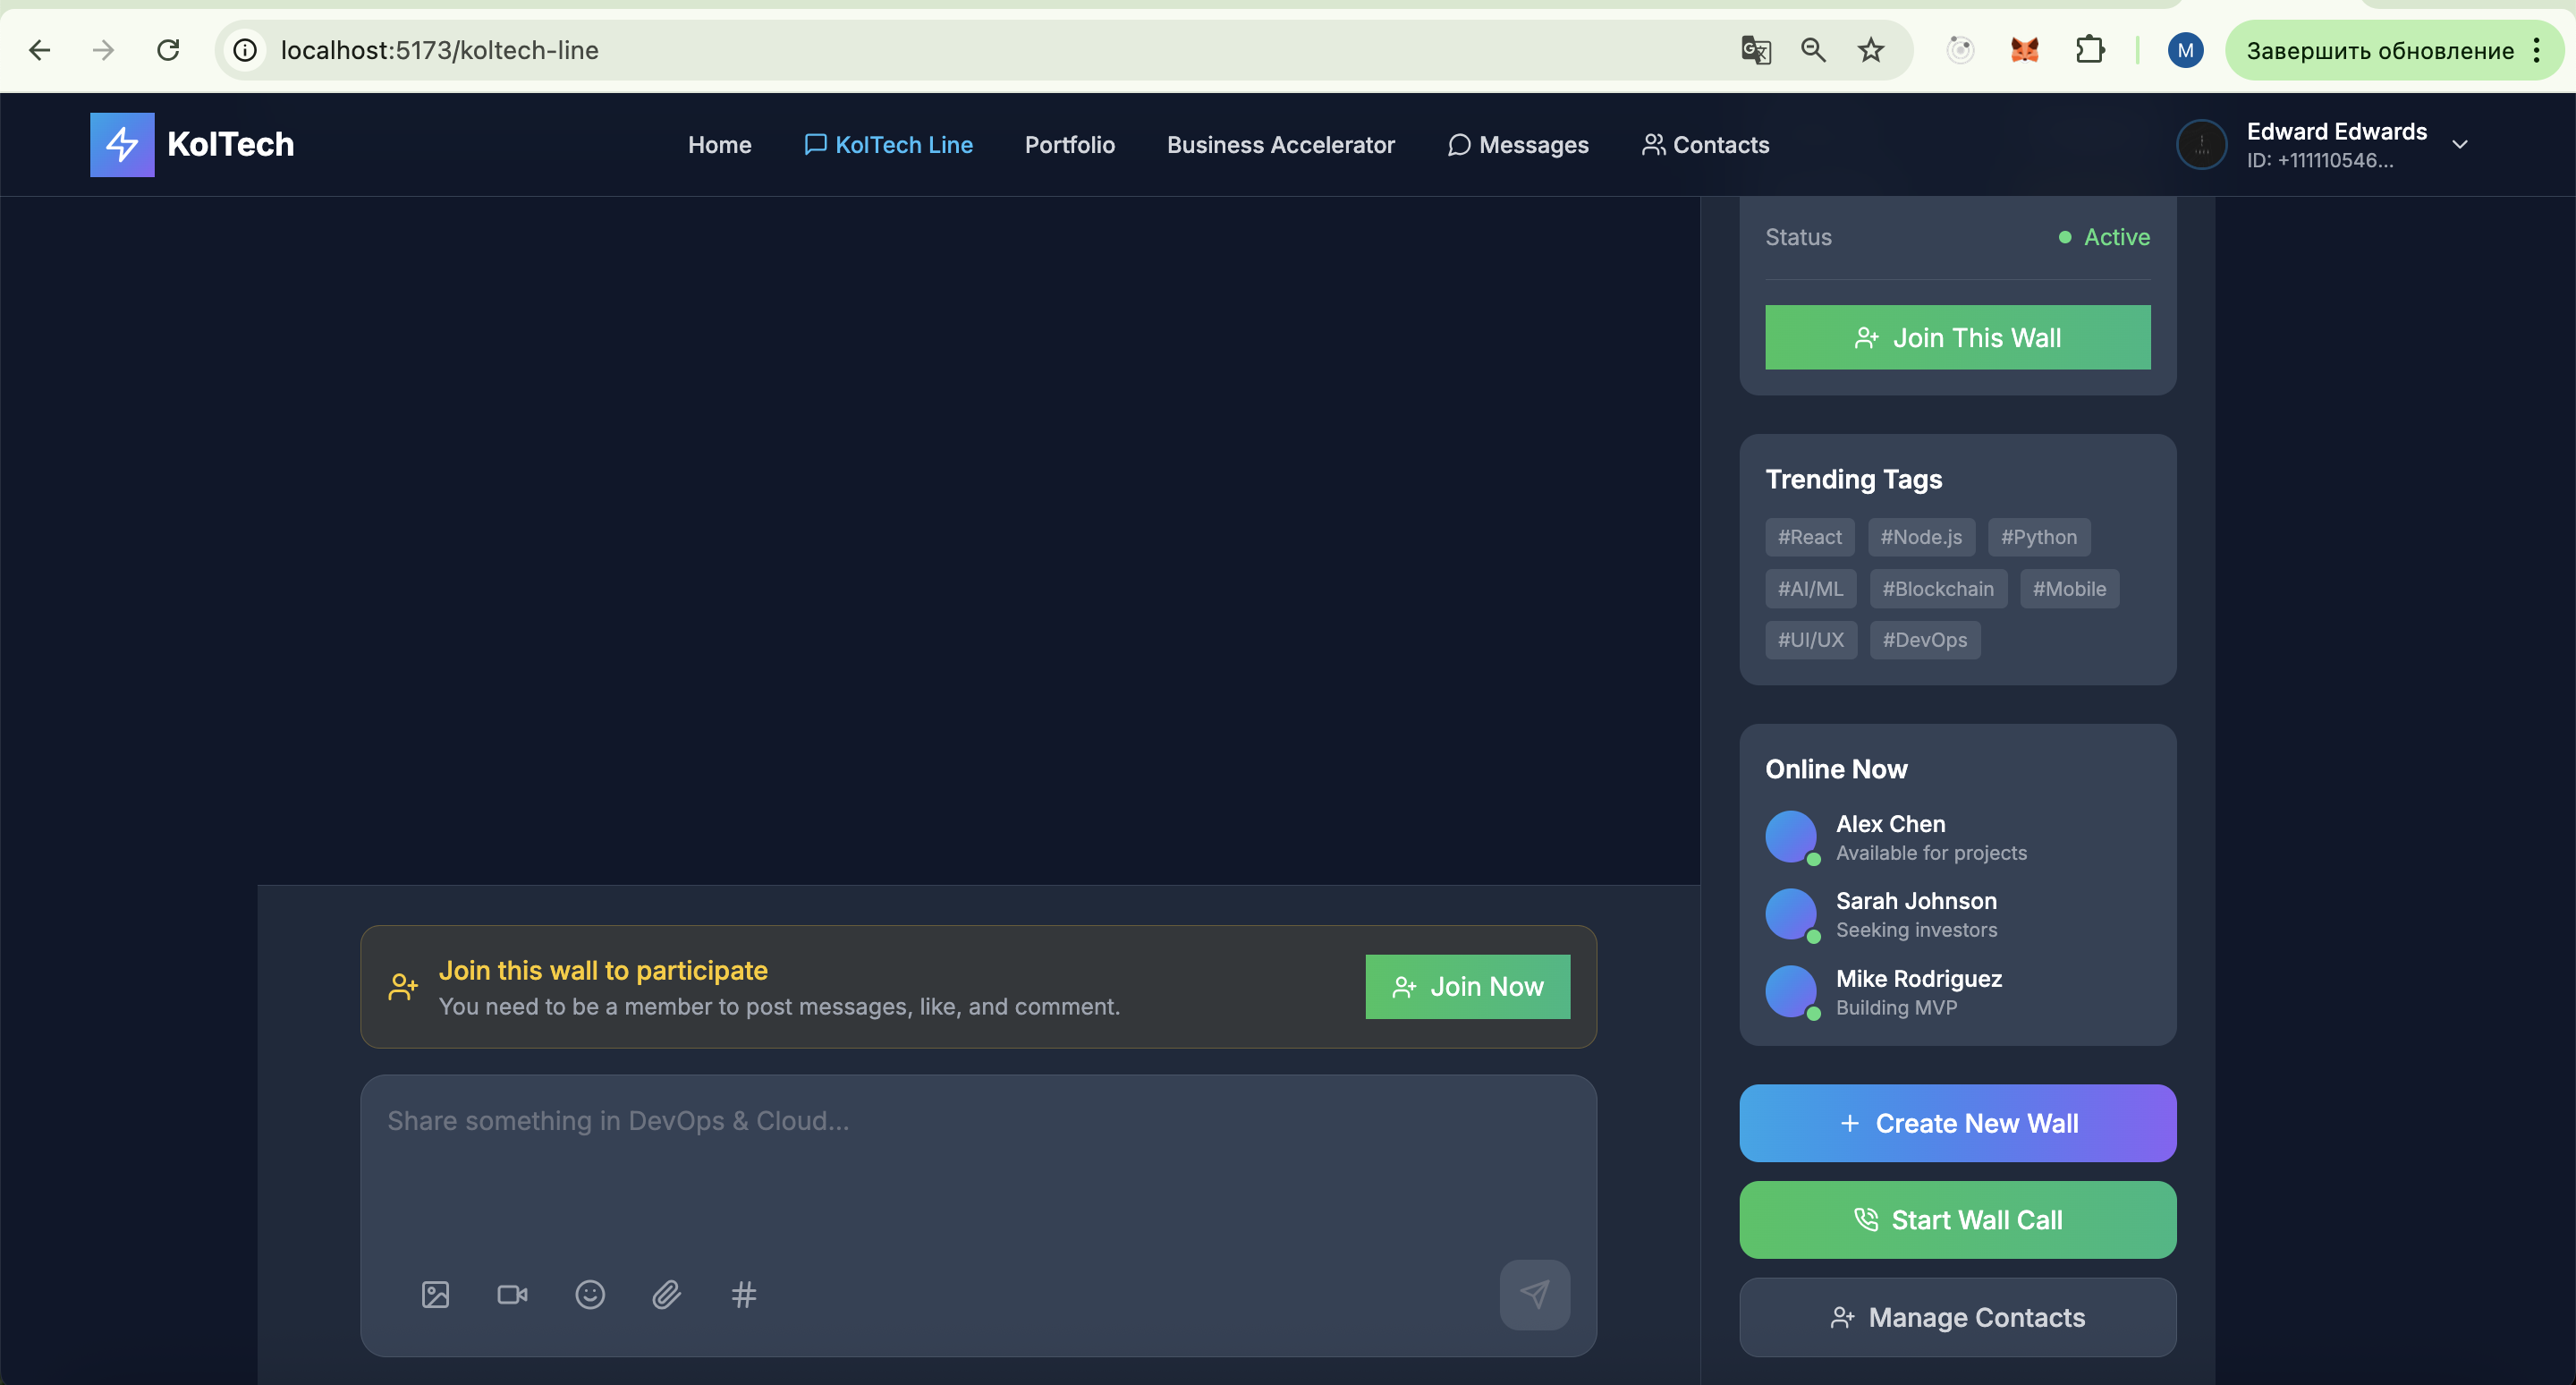 localhost:5173/koltech-line
M
Завершить обновление
KolTech
Home
KolTech Line
Portfolio
Business Accelerator
Messages
Contacts
Edward Edwards
ID: +111110546...
Status
Active
Join This Wall
Trending Tags
#React #Node.js #Python
#AI/ML #Blockchain #Mobile
#UI/UX #DevOps
Online Now
Alex Chen
Available for projects
Sarah Johnson
Seeking investors
Mike Rodriguez
Building MVP
Join this wall to participate
You need to be a member to post messages, like, and comment.
Join Now
Share something in DevOps & Cloud...
Create New Wall
Start Wall Call
Manage Contacts